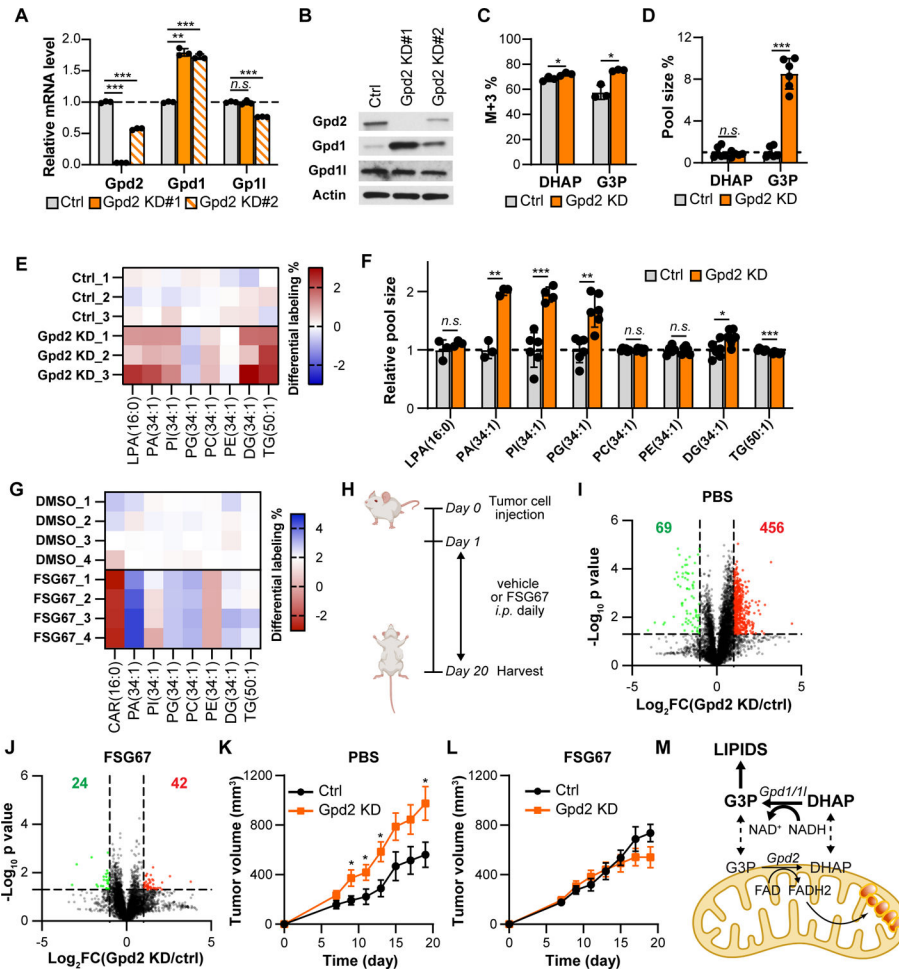 A
Relative mRNA level
2.0
1.5
1.0
0.5
0.0
***
***
***
**
***
n.s.
Gpd2 Gpd1 Gp1l
Ctrl Gpd2 KD#1 Gpd2 KD#2
B
Ctrl
Gpd2 KD#1
Gpd2 KD#2
Gpd2
Gpd1
Gpd1l
Actin
C
M+3 %
100
80
60
40
20
0
* *
DHAP G3P
Ctrl Gpd2 KD
D
Pool size %
15
10
5
0
***
n.s.
DHAP G3P
Ctrl Gpd2 KD
E
Ctrl_1
Ctrl_2
Ctrl_3
Gpd2 KD_1
Gpd2 KD_2
Gpd2 KD_3
LPA(16:0)
PA(34:1)
PI(34:1)
PG(34:1)
PC(34:1)
PE(34:1)
DG(34:1)
TG(50:1)
Differential labeling %
2
1
0
-1
-2
F
Relative pool size
2
1
0
n.s. ** *** ** n.s. n.s. * ***
Ctrl Gpd2 KD
LPA(16:0)
PA(34:1)
PI(34:1)
PG(34:1)
PC(34:1)
PE(34:1)
DG(34:1)
TG(50:1)
G
DMSO_1
DMSO_2
DMSO_3
DMSO_4
FSG67_1
FSG67_2
FSG67_3
FSG67_4
CAR(16:0)
PA(34:1)
PI(34:1)
PG(34:1)
PC(34:1)
PE(34:1)
DG(34:1)
TG(50:1)
Differential labeling %
4
2
0
-2
H
Day 0 Tumor cell
injection
Day 1
vehicle
or FSG67
i.p. daily
Day 20 Harvest
I
PBS
69 456
-Log10 p value
6.0
4.8
3.6
2.4
1.2
0.0
-5 0 5
Log2FC(Gpd2 KD/ctrl)
J
FSG67
24 42
-Log10 p value
6
4
2
0
-5 0 5
Log2FC(Gpd2 KD/ctrl)
K
PBS
Tumor volume (mm3)
1200
800
400
0
Ctrl
Gpd2 KD
* * * *
0 5 10 15 20
Time (day)
L
FSG67
Tumor volume (mm3)
1200
800
400
0
Ctrl
Gpd2 KD
0 5 10 15 20
Time (day)
M
LIPIDS
Gpd1/1l
G3P DHAP
NAD+ NADH
Gpd2
G3P DHAP
FAD FADH2